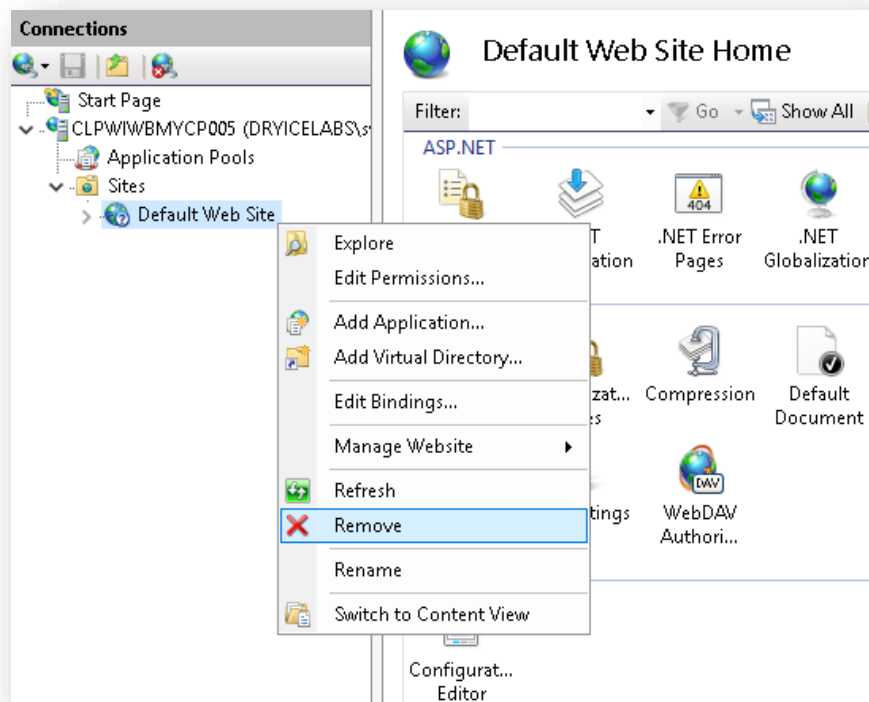 Connections
Start Page
CLPWIWBMYCP005 (DRYICELABS\s
Application Pools
Sites
Default Web Site
Default Web Site Home
Filter:
Go
Show All
ASP.NET
.NET Error
Pages
.NET
Globalization
404
Explore
Edit Permissions...
Add Application...
Add Virtual Directory...
Edit Bindings...
Manage Website
Refresh
Remove
Rename
Switch to Content View
ation
zat...
Compression
Default
Document
tings
DAV
WebDAV
Authori...
Configurat...
Editor